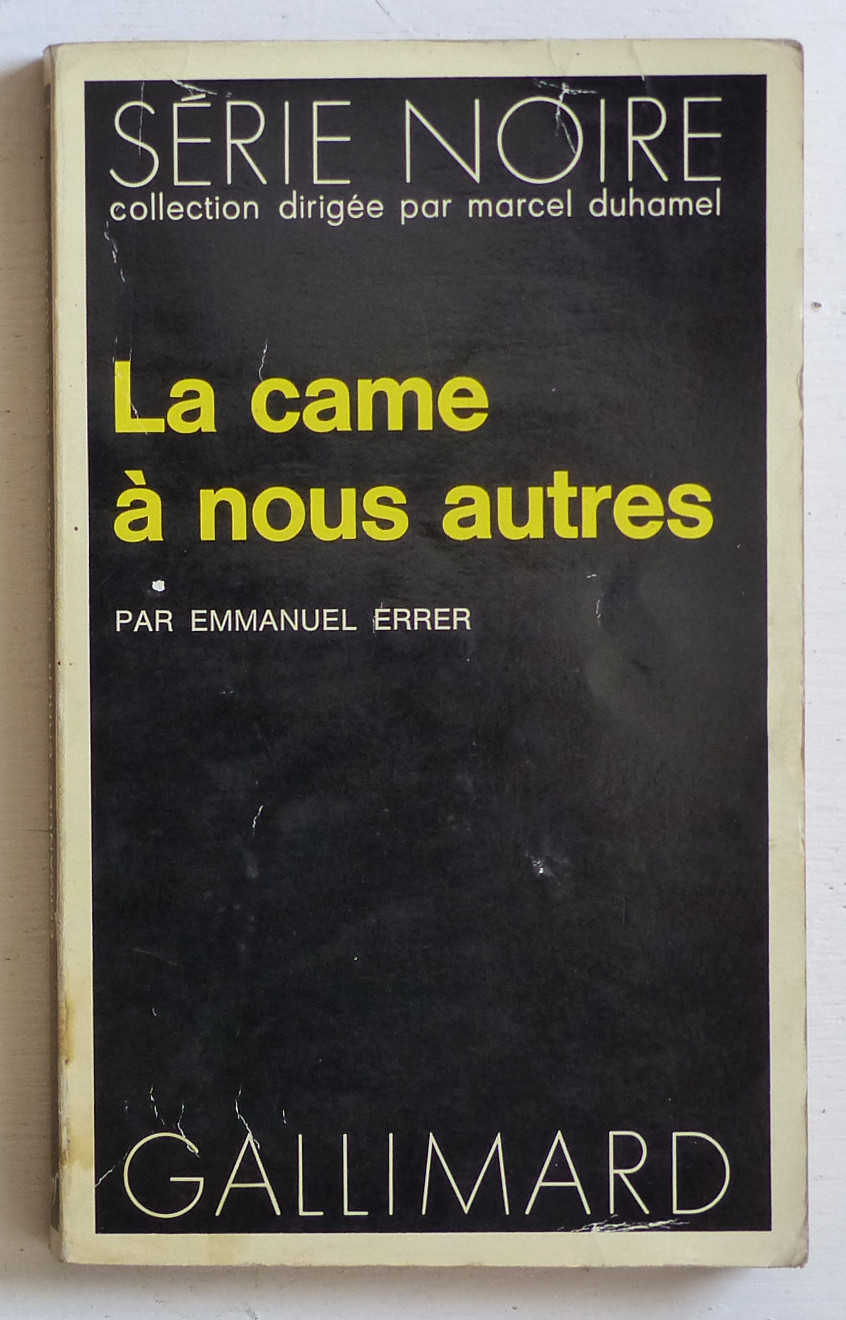 SÉRIE NOIRE
collection dirigée par marcel duhamel
La came
à nous autres
PAR EMMANUEL ERRER
GALLIMARD